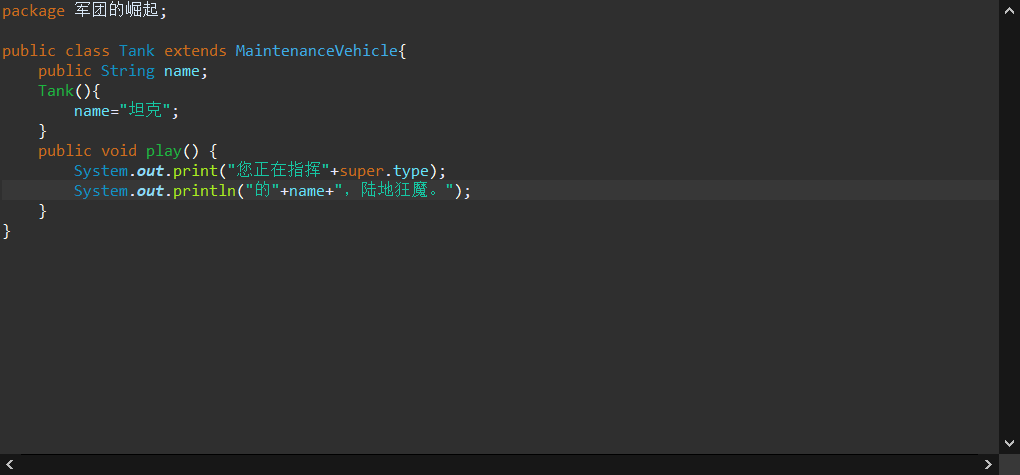 package 军团的崛起;
public class Tank extends MaintenanceVehicle{
public String name;
Tank(){
name="坦克";
}
public void play() {
System.out.print("您正在指挥"+super.type);
System.out.println("的"+name+", 陆地狂魔。");
}
}